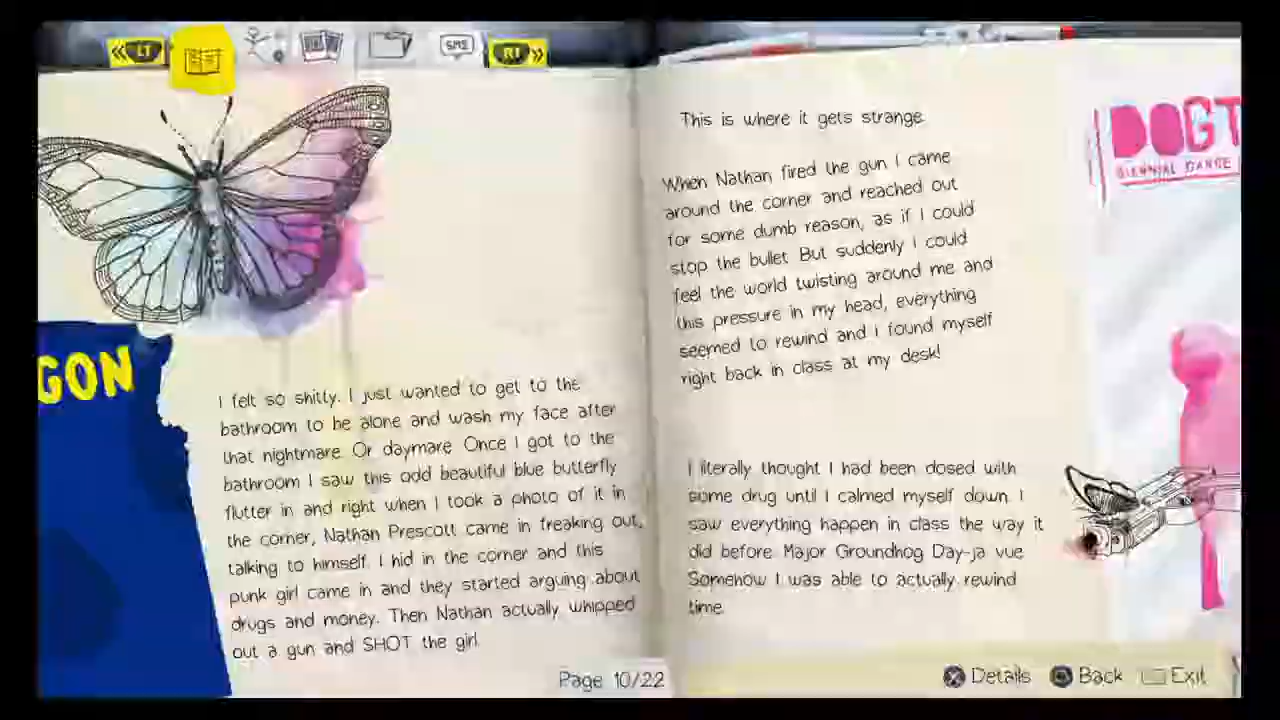 LT
SMS
RT
GON
I felt so shitty. I just wanted to get to the
bathroom to be alone and wash my face after
that nightmare. Or daymare. Once I got to the
bathroom I saw this odd beautiful blue butterfly
flutter in and right when I took a photo of it in
the corner, Nathan Prescott came in freaking out,
talking to himself. I hid in the corner and this
punk girl came in and they started arguing about
drugs and money. Then Nathan actually whipped
out a gun and SHOT the girl.
This is where it gets strange.
When Nathan fired the gun I came
around the corner and reached out
for some dumb reason, as if I could
stop the bullet. But suddenly I could
feel the world twisting around me and
this pressure in my head, everything
seemed to rewind and I found myself
right back in class at my desk!
I literally thought I had been dosed with
some drug until I calmed myself down. I
saw everything happen in class the way it
did before. Major Groundhog Day-ja vue.
Somehow I was able to actually rewind
time.
DOGT
BIENNIAL DANCE
Page 10/22
Details Back Exit